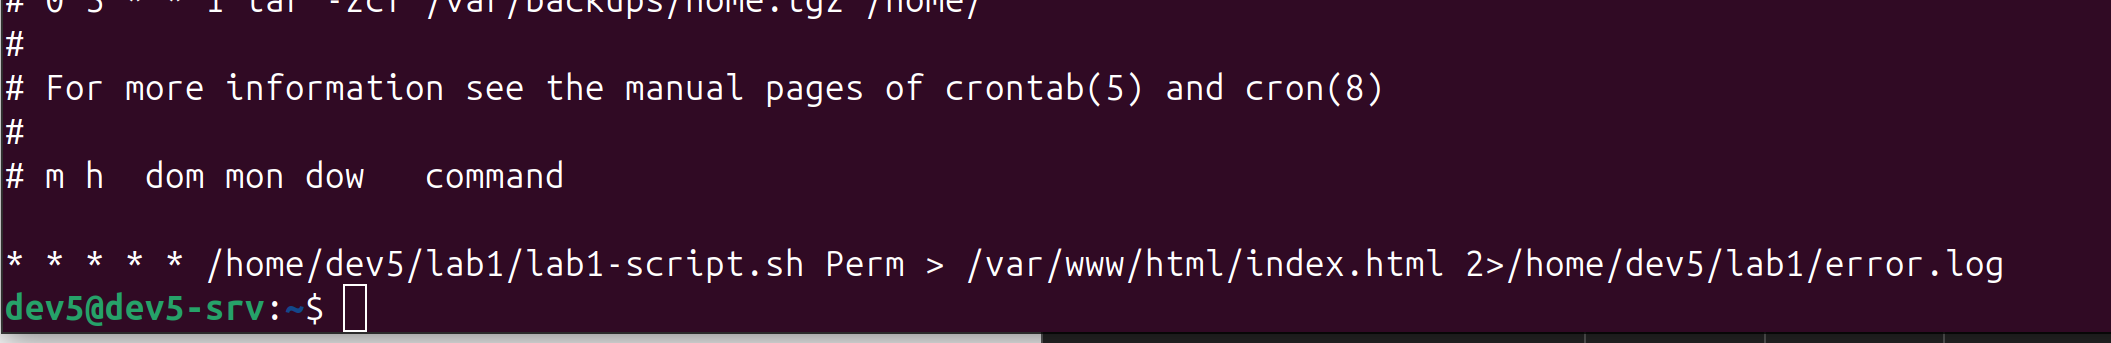 # 0 5 * * 1 tar -zcf /var/backups/home.tgz /home/
#
# For more information see the manual pages of crontab(5) and cron(8)
#
# m h  dom mon dow   command
* * * * * /home/dev5/lab1/lab1-script.sh Perm > /var/www/html/index.html 2>/home/dev5/lab1/error.log
dev5@dev5-srv:~$